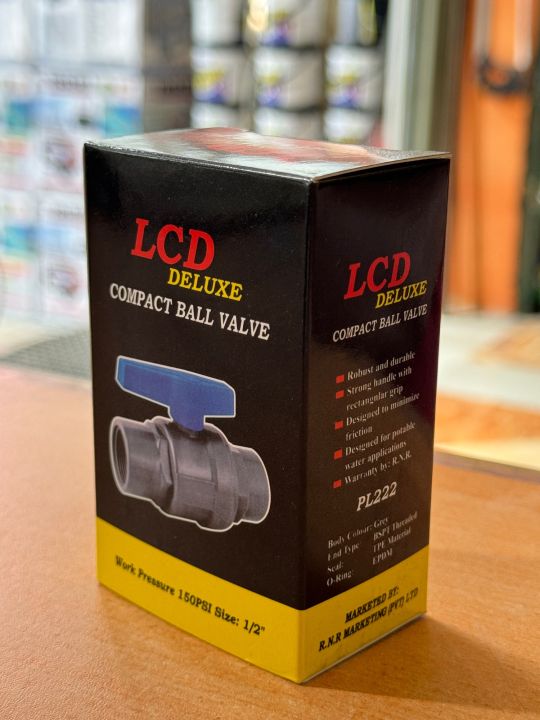 LCD
DELUXE
COMPACT BALL VALVE
Work Pressure 150PSI Size: 1/2"
LCD
DELUXE
COMPACT BALL VALVE
Robust and durable
Strong handle with
rectangnlar grip
Designed to minimize
friction
Designed for potable
water applications
Warranty by: R.N.R.
PL222
Body Colour: Grey
End Type BSPT Threaded
Seal: TPE Material
O-Ring: EPDM
MARKETED BY:
R.N.R MARKETING (PVT) LTD